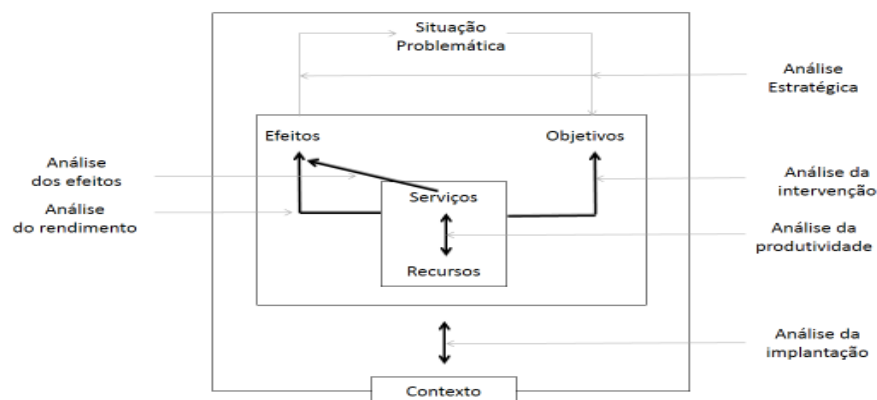 Situação
Problemática
Análise
Estratégica
Efeitos
Objetivos
Análise
dos efeitos
Análise da
intervenção
Serviços
Análise
do rendimento
Análise da
produtividade
Recursos
Análise da
implantação
Contexto